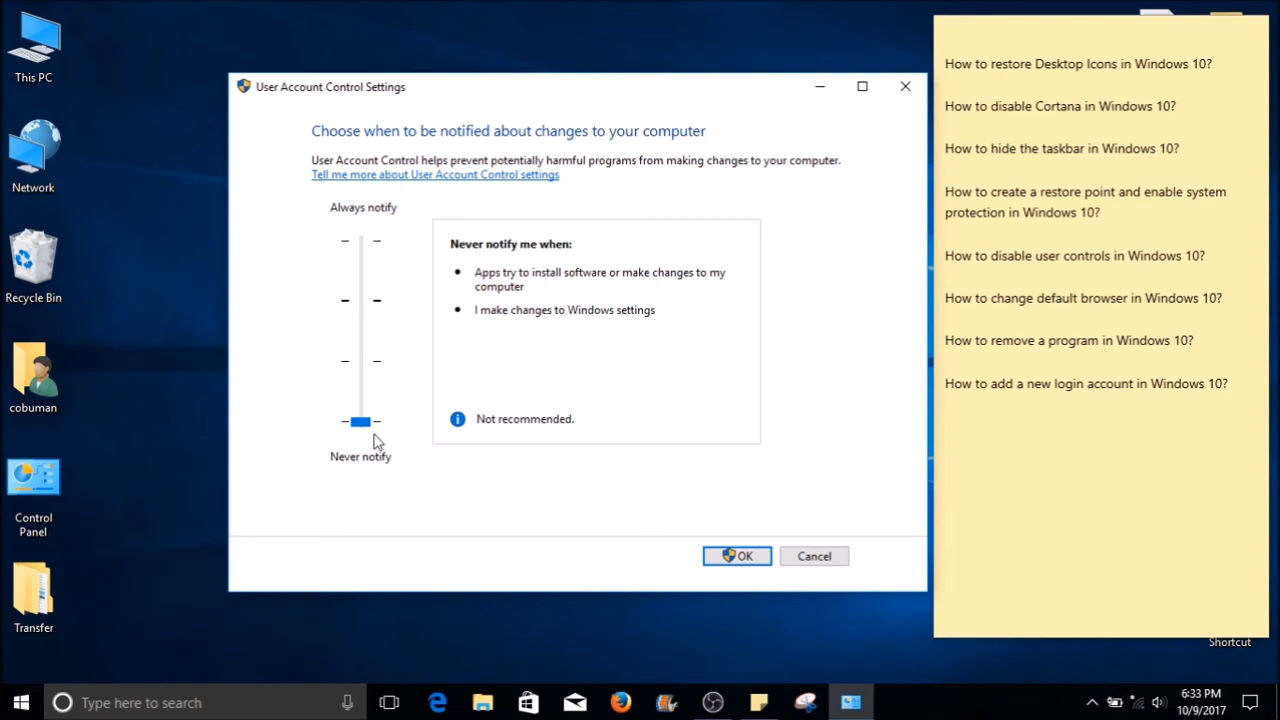 This PC
Network
Recycle Bin
cobuman
Control
Panel
Transfer
User Account Control Settings
Choose when to be notified about changes to your computer
User Account Control helps prevent potentially harmful programs from making changes to your computer.
Tell me more about User Account Control settings
Always notify
Never notify me when:
Apps try to install software or make changes to my
computer
I make changes to Windows settings
Not recommended.
Never notify
OK
Cancel
How to restore Desktop Icons in Windows 10?
How to disable Cortana in Windows 10?
How to hide the taskbar in Windows 10?
How to create a restore point and enable system
protection in Windows 10?
How to disable user controls in Windows 10?
How to change default browser in Windows 10?
How to remove a program in Windows 10?
How to add a new login account in Windows 10?
Shortcut
Type here to search
6:33 PM
10/9/2017